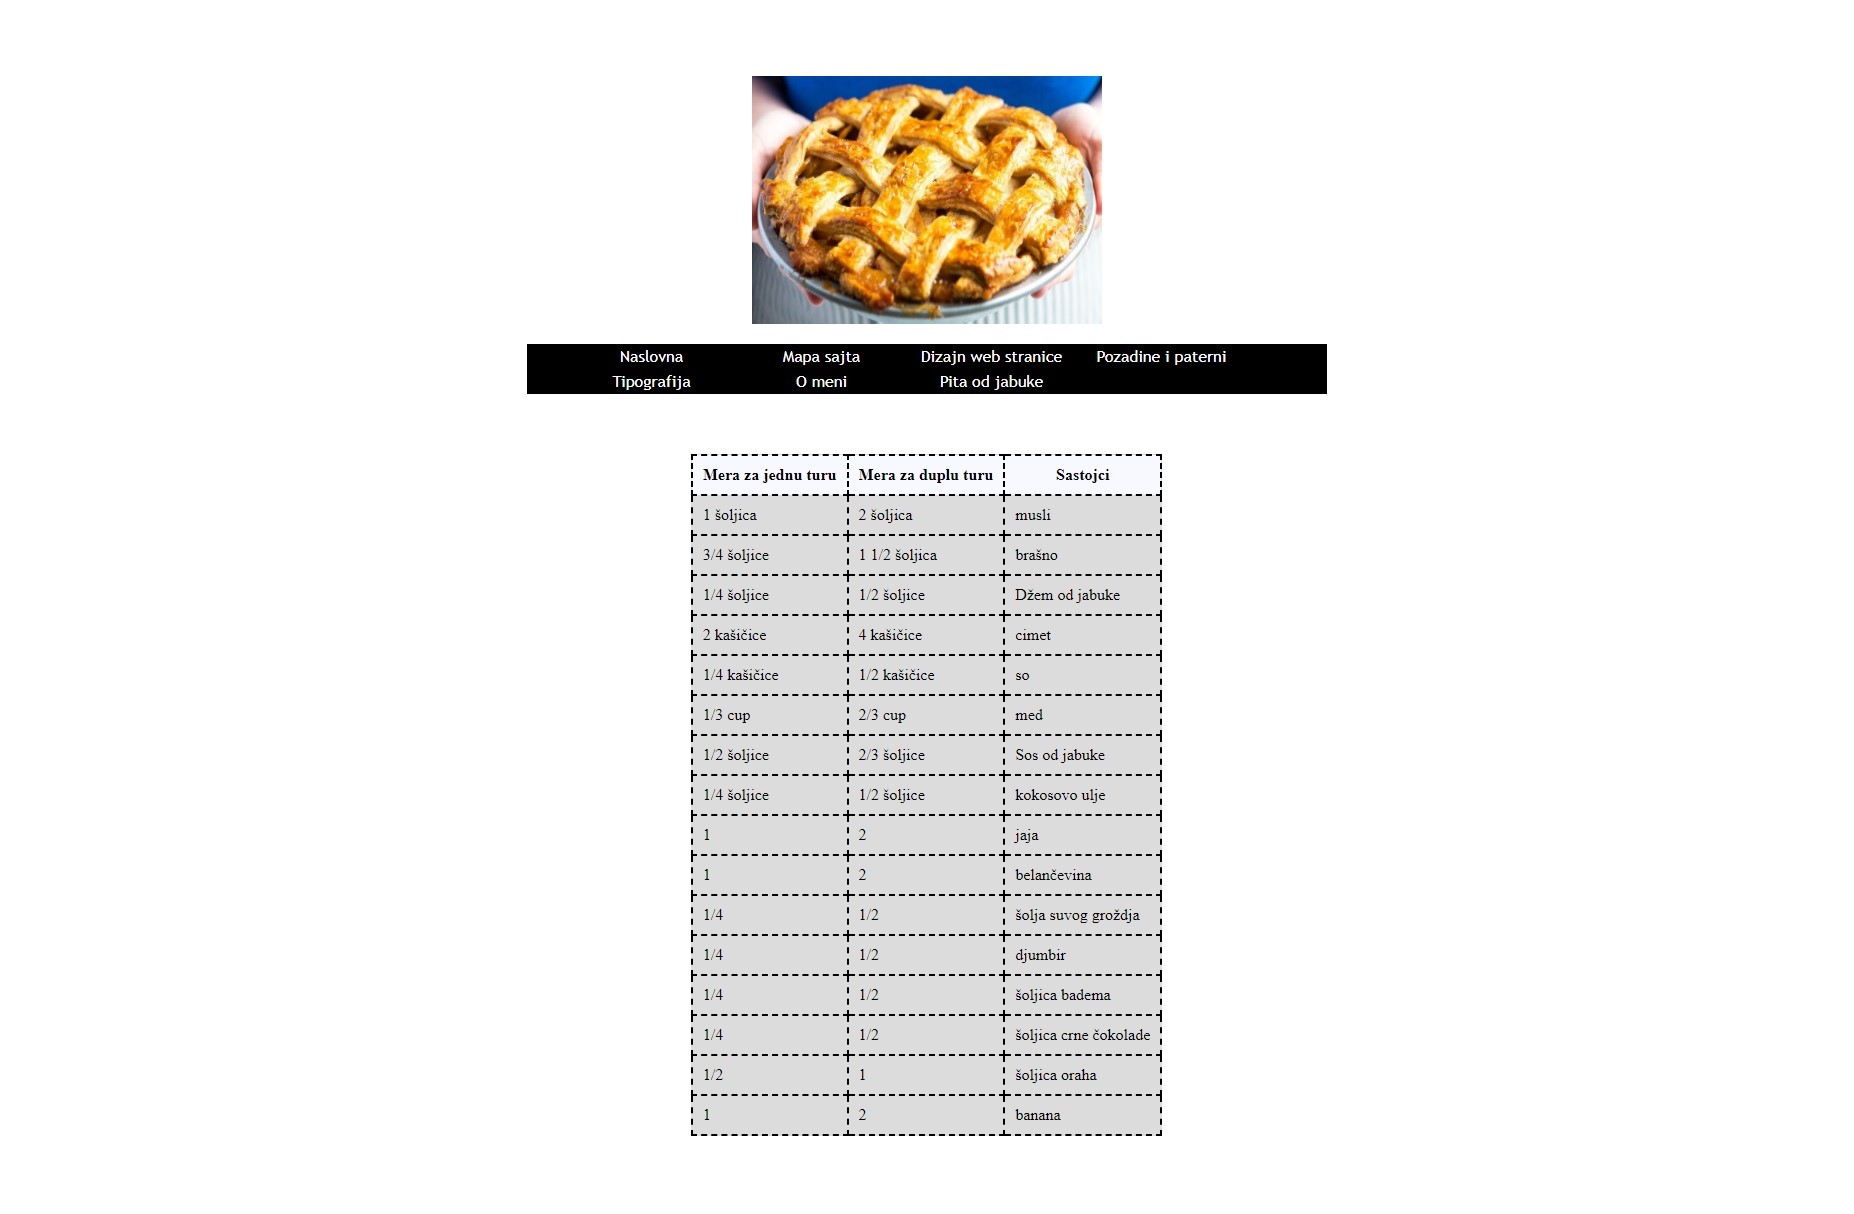 Naslovna Mapa sajta Dizajn web stranice Pozadine i paterni
Tipografija O meni Pita od jabuke
Mera za jednu turu Mera za duplu turu Sastojci
1 šoljica 2 šoljica musli
3/4 šoljice 1 1/2 šoljica brašno
1/4 šoljice 1/2 šoljice Džem od jabuke
2 kašičice 4 kašičice cimet
1/4 kašičice 1/2 kašičice so
1/3 cup 2/3 cup med
1/2 šoljice 2/3 šoljice Sos od jabuke
1/4 šoljice 1/2 šoljice kokosovo ulje
1 2 jaja
1 2 belančevina
1/4 1/2 šolja suvog groždja
1/4 1/2 djumbir
1/4 1/2 šoljica badema
1/4 1/2 šoljica crne čokolade
1/2 1 šoljica oraha
1 2 banana